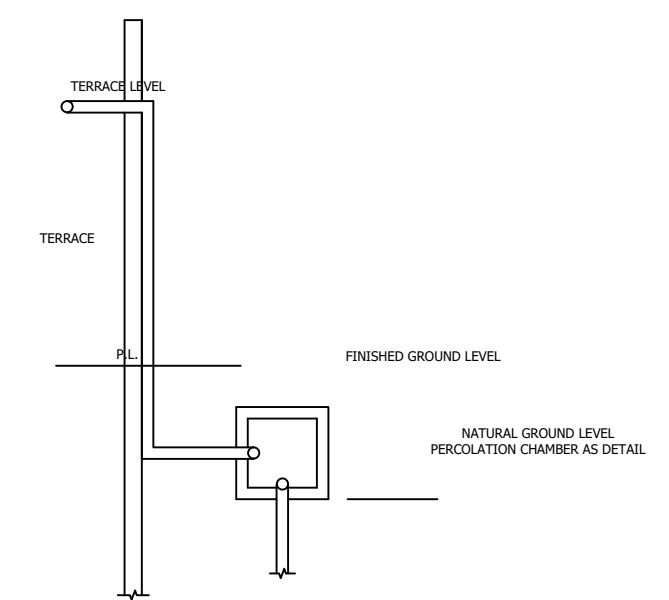 TERRACE LEVEL
TERRACE
P.L.
FINISHED GROUND LEVEL
NATURAL GROUND LEVEL
PERCOLATION CHAMBER AS DETAIL